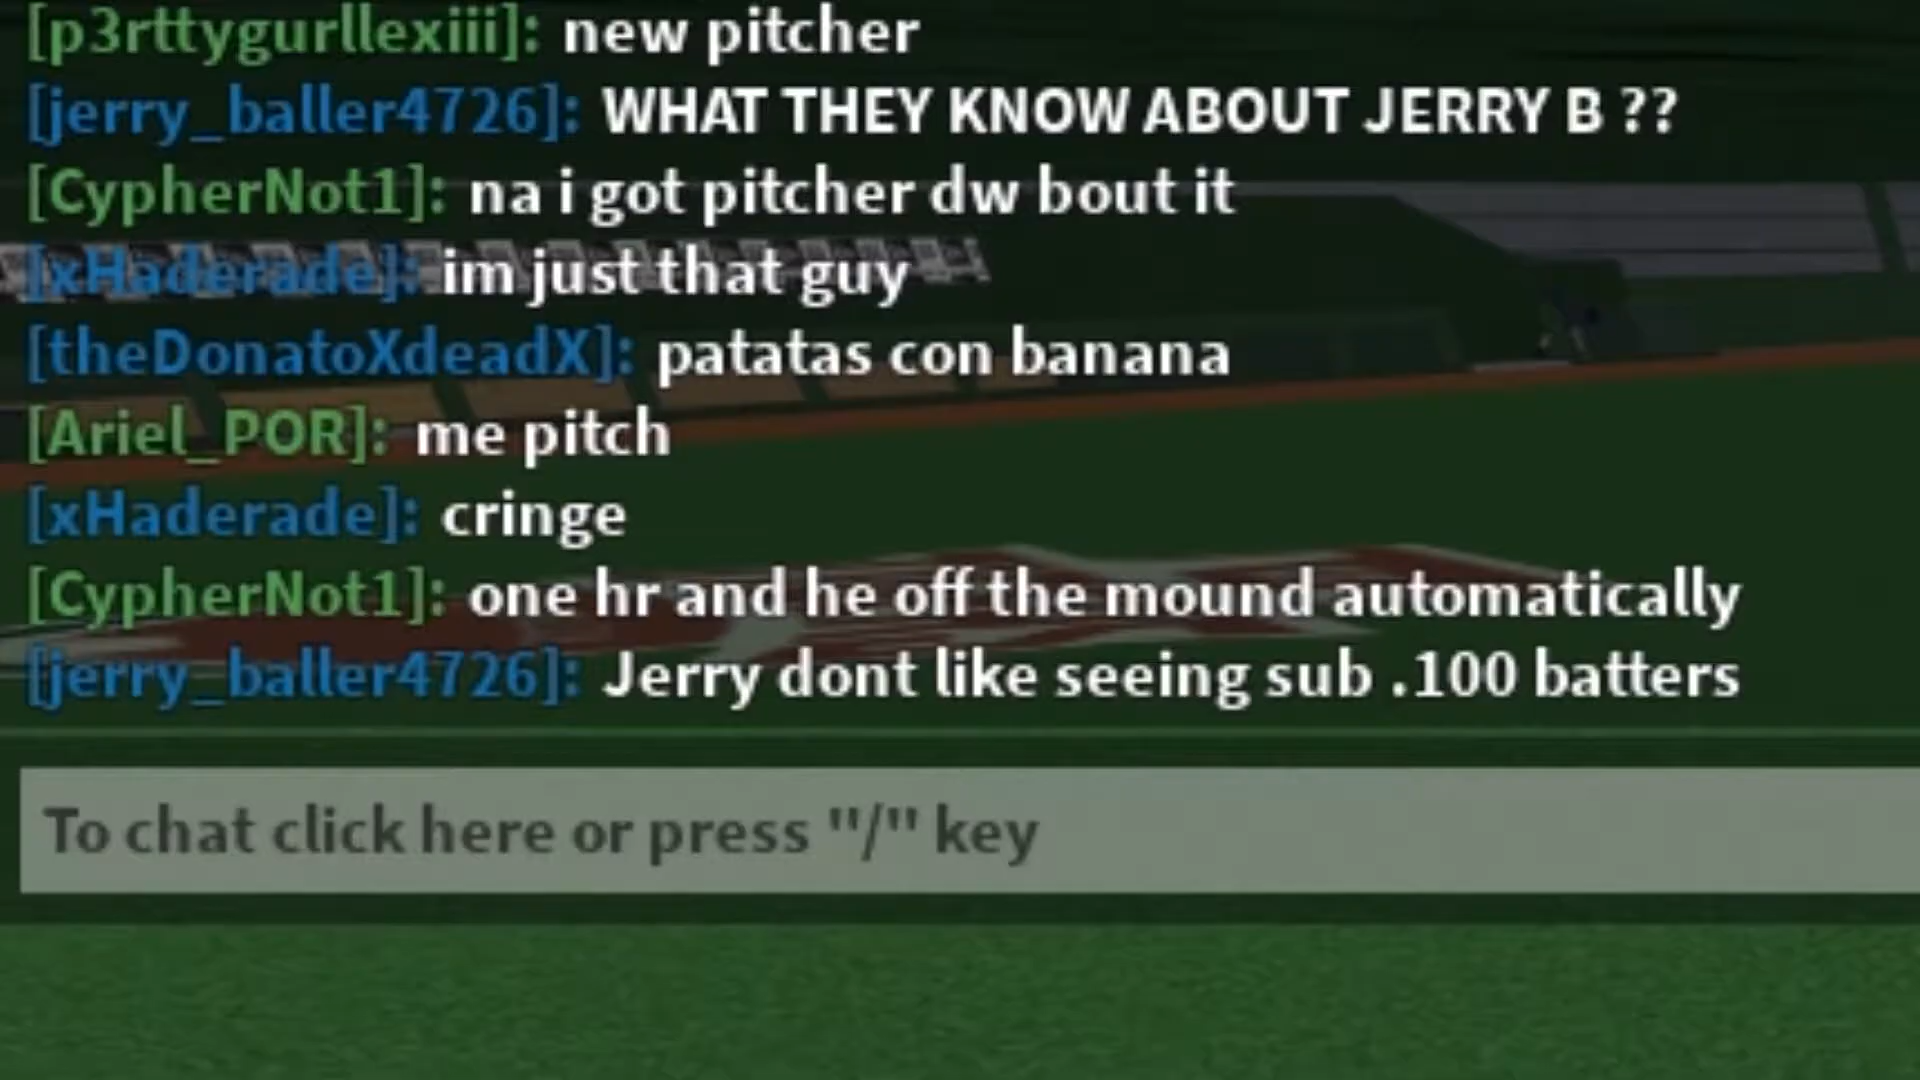 [p3rttygurllexiii]: new pitcher
[jerry_baller4726]: WHAT THEY KNOW ABOUT JERRY B ??
[CypherNot1]: na i got pitcher dw bout it
[xHaderade]: im just that guy
[theDonatoXdeadX]: patatas con banana
[Ariel_POR]: me pitch
[xHaderade]: cringe
[CypherNot1]: one hr and he off the mound automatically
[jerry_baller4726]: Jerry dont like seeing sub .100 batters
To chat click here or press "/" key